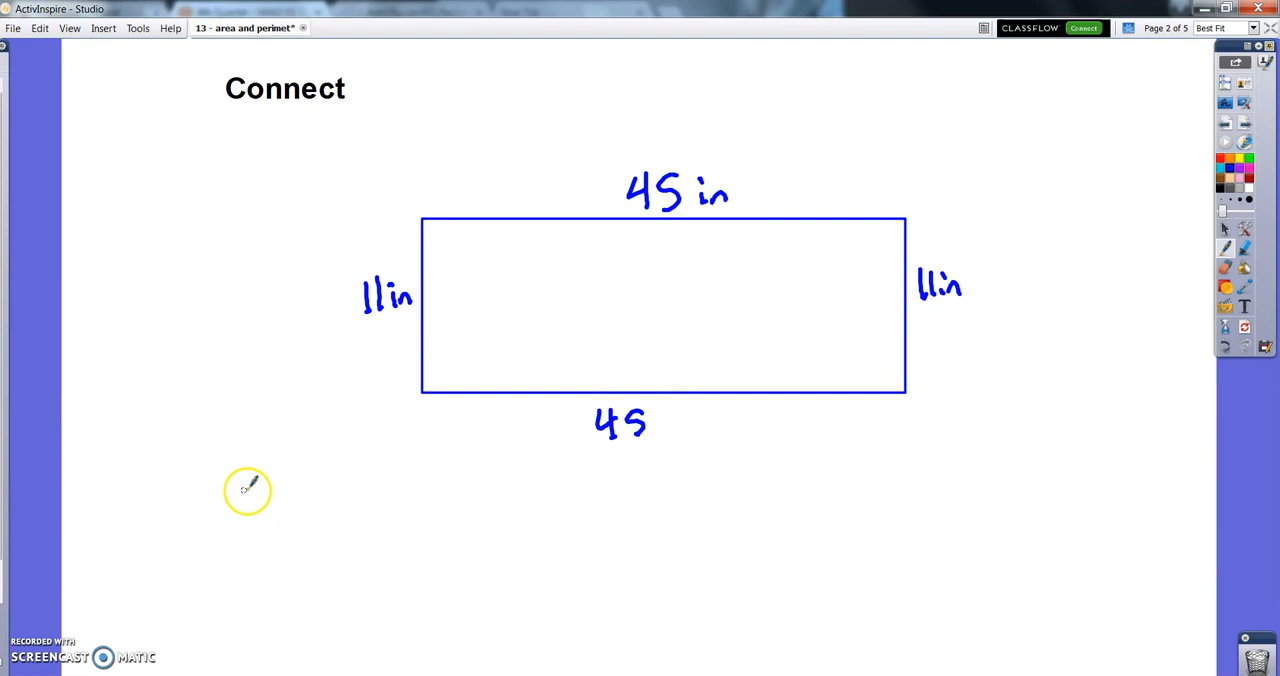 ActivInspire - Studio
File Edit View Insert Tools Help 13 - area and perimet* CLASSFLOW Connect Page 2 of 5 Best Fit
Connect
45 in
11in 11in
45
RECORDED WITH
SCREENCAST MATIC